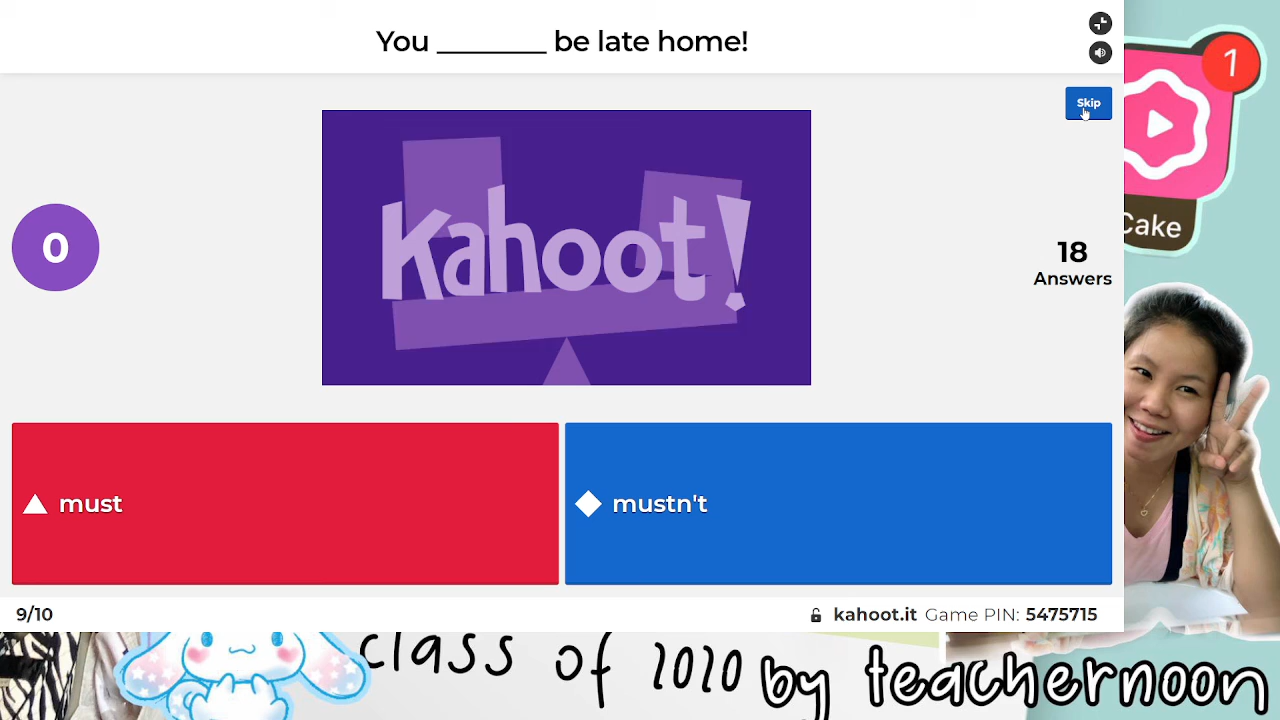 You ________ be late home!
Skip
1
Cake
Kahoot!
0
18
Answers
must
mustn't
9/10
kahoot.it Game PIN: 5475715
class of 2020 by teachernoon